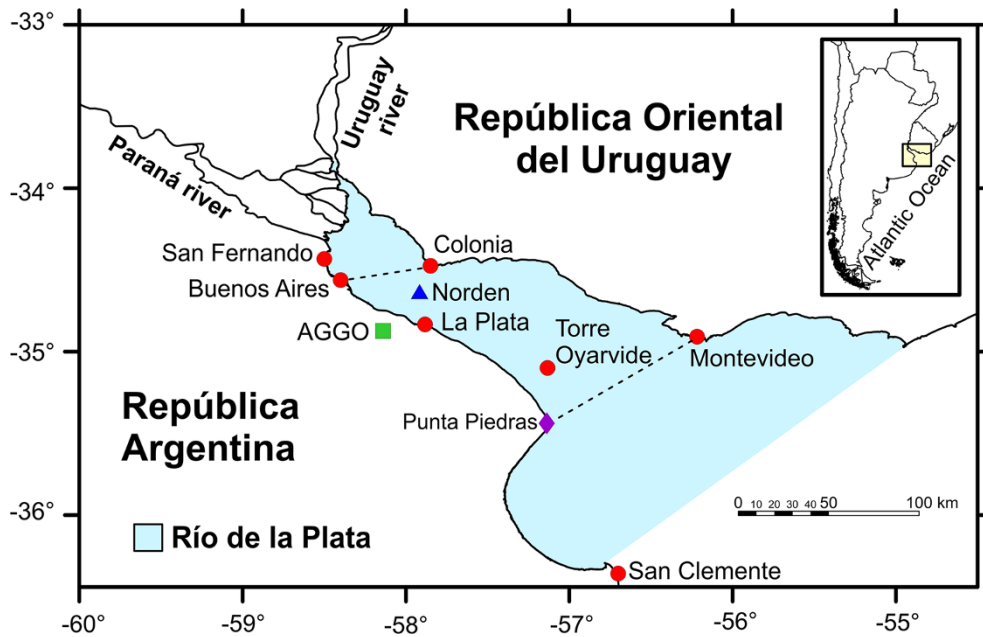 -33°
-34°
-35°
-36°
-60°
-59°
-58°
-57°
-56°
-55°
Uruguay
river
Paraná river
República Oriental
del Uruguay
Atlantic Ocean
San Fernando
Colonia
Buenos Aires
Norden
La Plata
AGGO
Torre
Oyarvide
Montevideo
República
Argentina
Punta Piedras
0 10 20 30 40 50 100 km
Río de la Plata
San Clemente